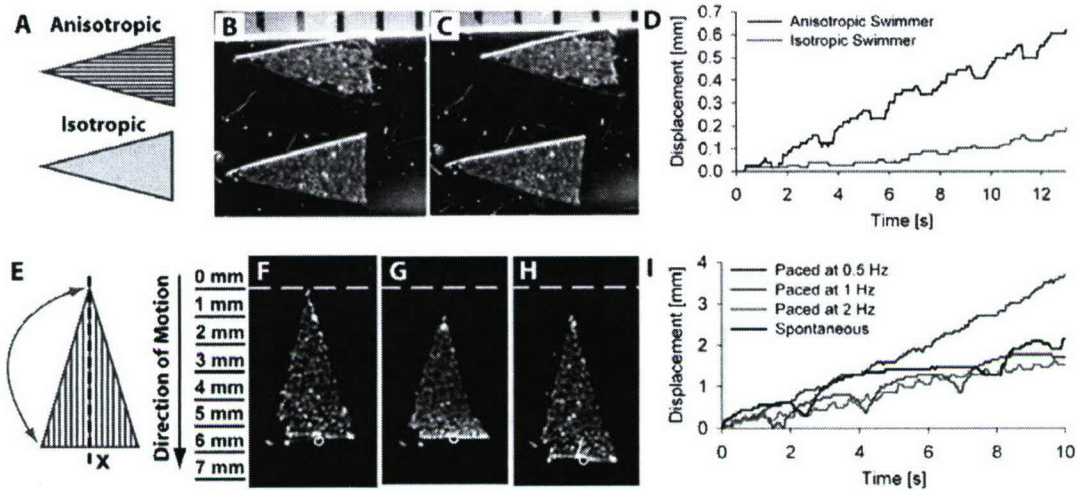 A
Anisotropic
Isotropic
B
C
D
Displacement [mm]
0.7
0.6
0.5
0.4
0.3
0.2
0.1
0.0
Anisotropic Swimmer
Isotropic Swimmer
0 2 4 6 8 10 12
Time [s]
E
X
Direction of Motion
0 mm
1 mm
2 mm
3 mm
4 mm
5 mm
6 mm
7 mm
F
G
H
I
Displacement [mm]
4
3
2
1
0
Paced at 0.5 Hz
Paced at 1 Hz
Paced at 2 Hz
Spontaneous
0 2 4 6 8 10
Time [s]